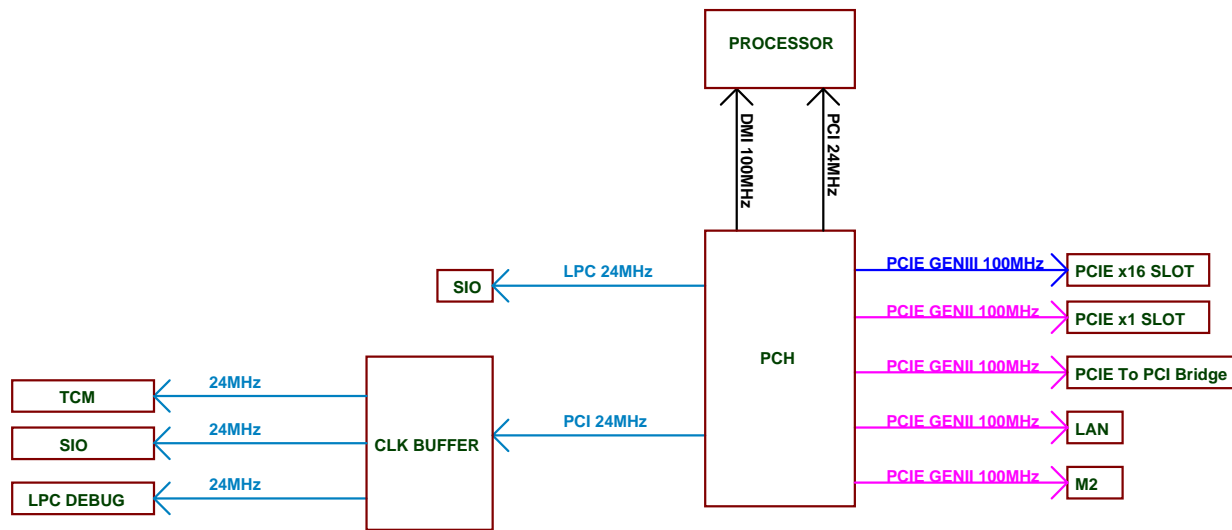 PROCESSOR
DMI 100MHz
PCI 24MHz
PCIE GENIII 100MHz
PCIE x16 SLOT
LPC 24MHz
SIO
PCIE GENII 100MHz
PCIE x1 SLOT
PCH
PCIE GENII 100MHz
PCIE To PCI Bridge
24MHz
TCM
PCI 24MHz
PCIE GENII 100MHz
LAN
24MHz
SIO
CLK BUFFER
PCIE GENII 100MHz
M2
24MHz
LPC DEBUG